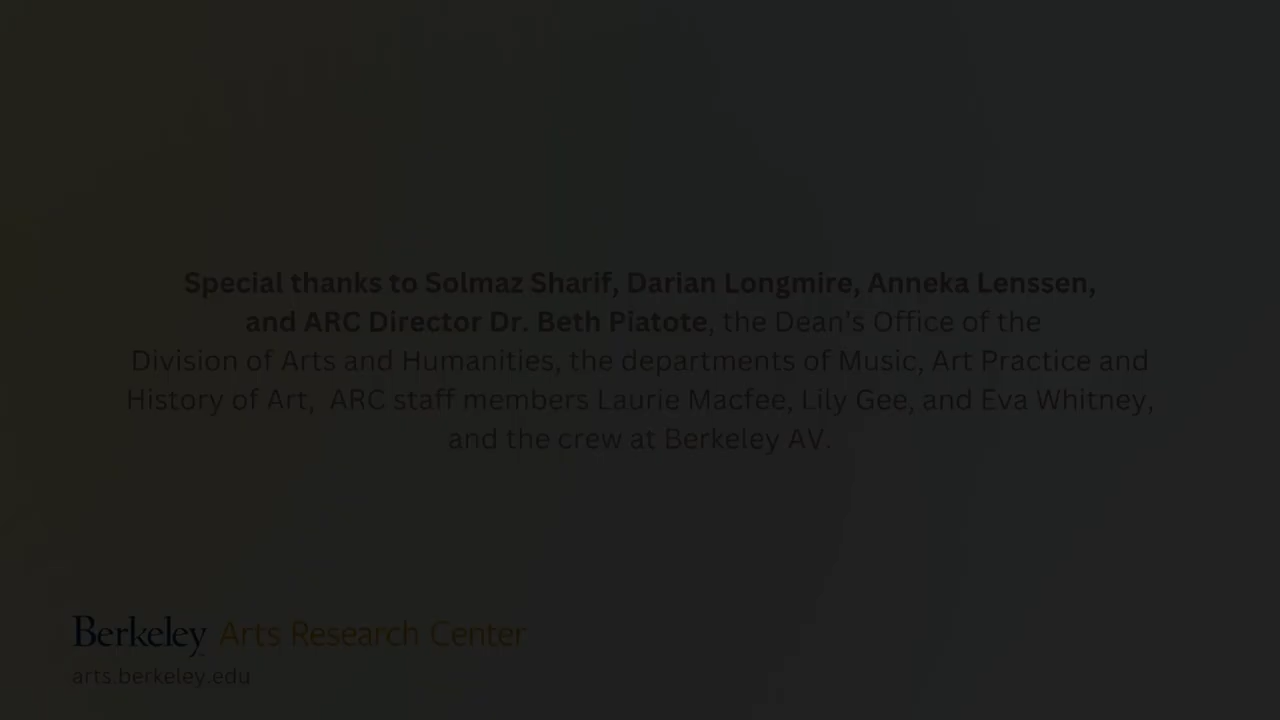 Special thanks to Solmaz Sharif, Darian Longmire, Anneka Lenssen,
and ARC Director Dr. Beth Piatote, the Dean's Office of the
Division of Arts and Humanities, the departments of Music, Art Practice and
History of Art,  ARC staff members Laurie Macfee, Lily Gee, and Eva Whitney,
and the crew at Berkeley AV.
Berkeley Arts Research Center
arts.berkeley.edu